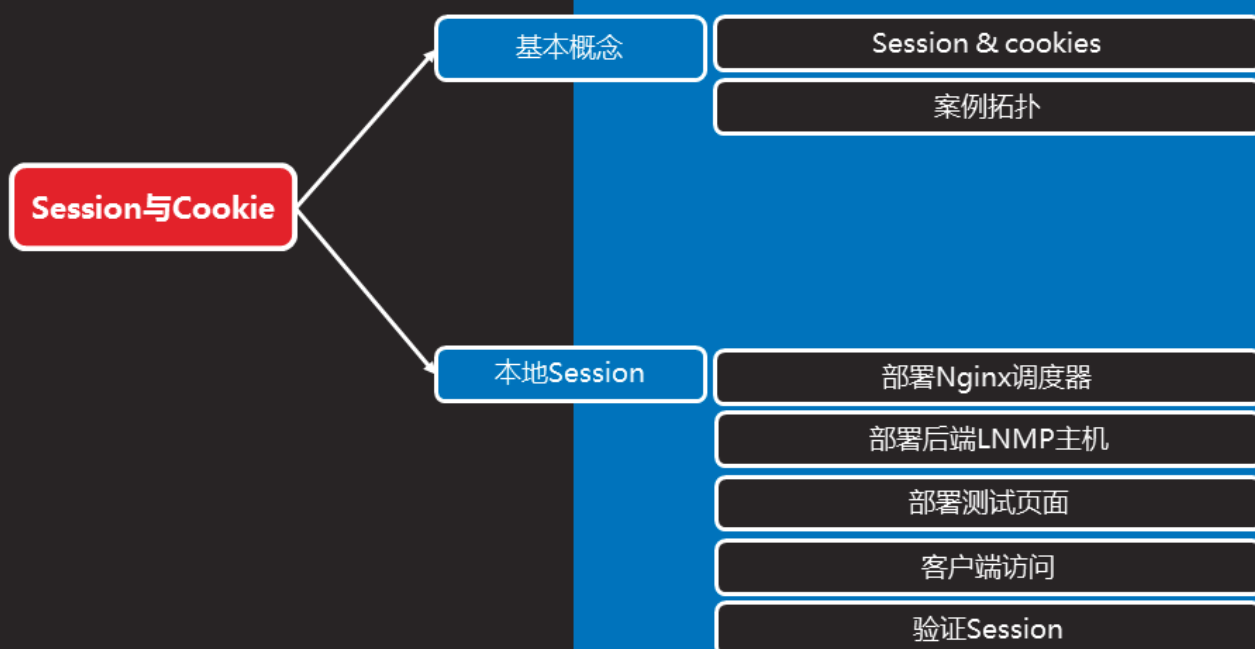 Session与Cookie
基本概念
Session & cookies
案例拓扑
本地Session
部署Nginx调度器
部署后端LNMP主机
部署测试页面
客户端访问
验证Session